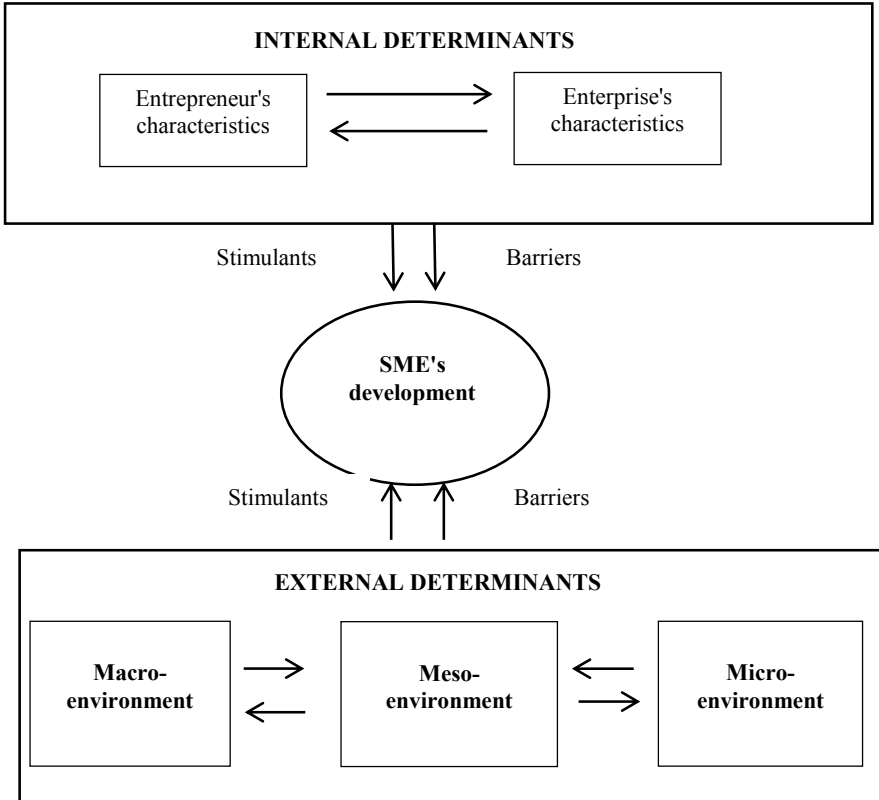 INTERNAL DETERMINANTS
Entrepreneur's
characteristics
Enterprise's
characteristics
Stimulants
Barriers
SME's
development
Stimulants
Barriers
EXTERNAL DETERMINANTS
Macro-
environment
Meso-
environment
Micro-
environment